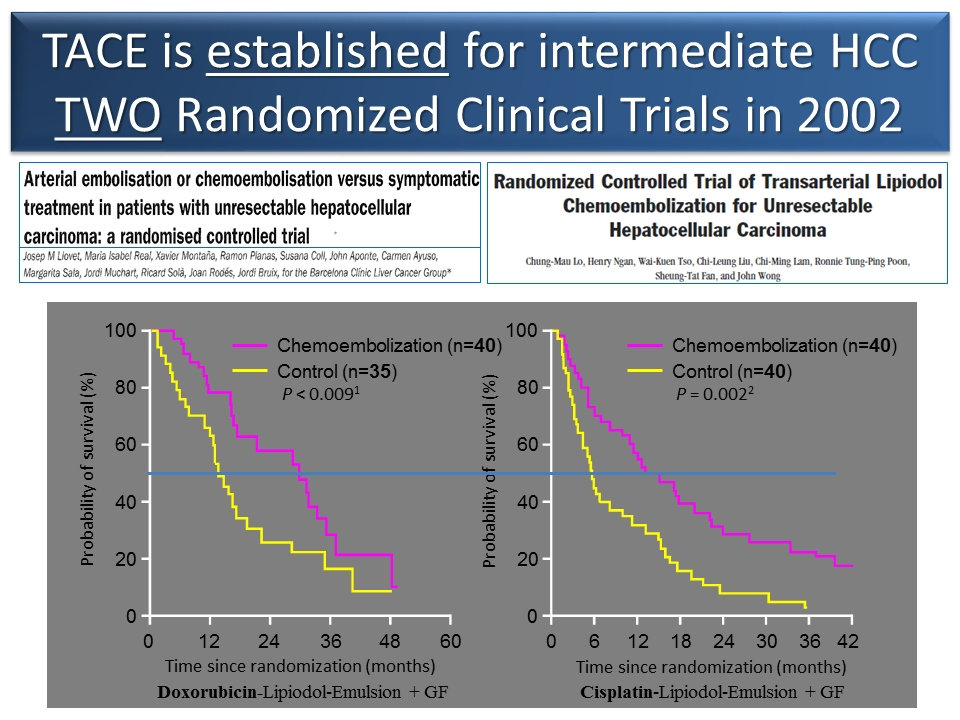 TACE is established for intermediate HCC
TWO Randomized Clinical Trials in 2002
Arterial embolisation or chemoembolisation versus symptomatic
treatment in patients with unresectable hepatocellular
carcinoma: a randomised controlled trial
Josep M Llovet, Maria Isabel Real, Xavier Montaña, Ramon Planas, Susana Coll, John Aponte, Carmen Ayuso,
Margarita Sala, Jordi Muchart, Ricard Solà, Joan Rodés, Jordi Bruix, for the Barcelona Clínic Liver Cancer Group*
Randomized Controlled Trial of Transarterial Lipiodol
Chemoembolization for Unresectable
Hepatocellular Carcinoma
Chung-Mau Lo, Henry Ngan, Wai-Kuen Tso, Chi-Leung Liu, Chi-Ming Lam, Ronnie Tung-Ping Poon,
Sheung-Tat Fan, and John Wong
Probability of survival (%)
100
80
60
40
20
0
Chemoembolization (n=40)
Control (n=35)
P < 0.009¹
0 12 24 36 48 60
Time since randomization (months)
Doxorubicin-Lipiodol-Emulsion + GF
Probability of survival (%)
100
80
60
40
20
0
Chemoembolization (n=40)
Control (n=40)
P = 0.002²
0 6 12 18 24 30 36 42
Time since randomization (months)
Cisplatin-Lipiodol-Emulsion + GF